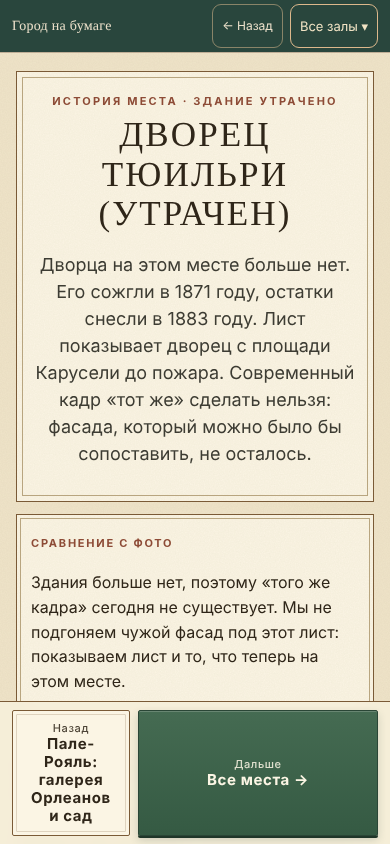 Город на бумаге
← Назад
Все залы ▾
ИСТОРИЯ МЕСТА · ЗДАНИЕ УТРАЧЕНО
ДВОРЕЦ
ТЮИЛЬРИ
(УТРАЧЕН)
Дворца на этом месте больше нет.
Его сожгли в 1871 году, остатки
снесли в 1883 году. Лист
показывает дворец с площади
Карусели до пожара. Современный
кадр «тот же» сделать нельзя:
фасада, который можно было бы
сопоставить, не осталось.
СРАВНЕНИЕ С ФОТО
Здания больше нет, поэтому «того же
кадра» сегодня не существует. Мы не
подгоняем чужой фасад под этот лист:
показываем лист и то, что теперь на
этом месте.
Назад
Пале-
Рояль:
галерея
Орлеанов
и сад
Дальше
Все места →